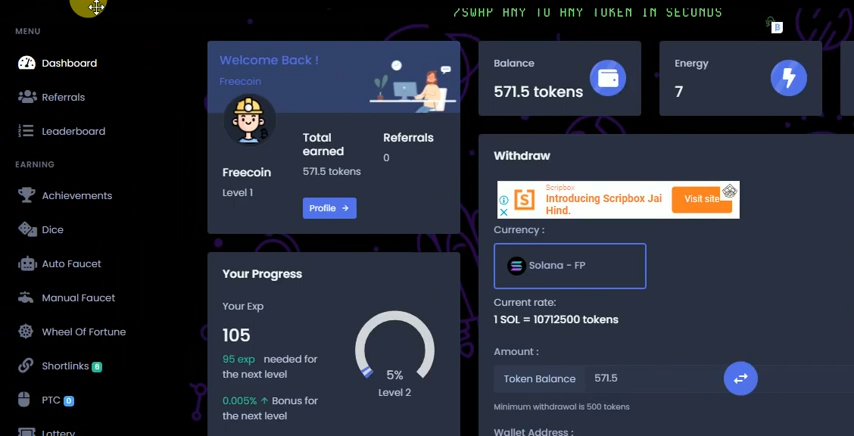 /SWAP ANY TO ANY TOKEN IN SECONDS
MENU
Dashboard
Referrals
Leaderboard
EARNING
Achievements
Dice
Auto Faucet
Manual Faucet
Wheel Of Fortune
Shortlinks 6
PTC 0
Lottery
Welcome Back !
Freecoin
Freecoin
Level 1
Total
earned
571.5 tokens
Referrals
0
Profile →
Your Progress
Your Exp
105
95 exp needed for
the next level
0.005% ↑ Bonus for
the next level
5%
Level 2
Balance
571.5 tokens
Energy
7
Withdraw
Scripbox
Introducing Scripbox Jai
Hind.
Visit site
Currency :
Solana - FP
Current rate:
1 SOL = 10712500 tokens
Amount :
Token Balance 571.5
Minimum withdrawal is 500 tokens
Wallet Address :